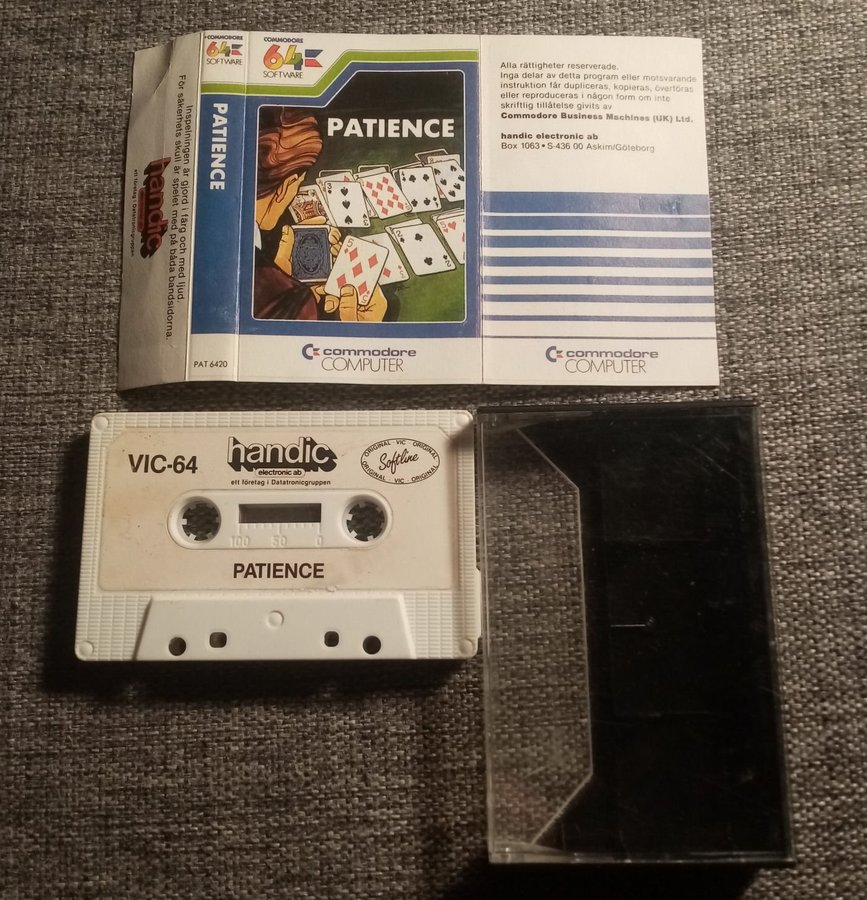 Inspelningen är gjord i färg och med ljud.
För säkerhets skull är spelet med på båda bandsidorna.
handic
ett företag i Datatronicgruppen
COMMODORE
64
SOFTWARE
PATIENCE
PAT 6420
COMMODORE
64
SOFTWARE
PATIENCE
commodore
COMPUTER
Alla rättigheter reserverade.
Inga delar av detta program eller motsvarande
instruktion får dupliceras, kopieras, överföras
eller reproduceras i någon form om inte
skriftlig tillåtelse givits av
Commodore Business Machines (UK) Ltd.
handic electronic ab
Box 1063 • S-436 00 Askim/Göteborg
commodore
COMPUTER
VIC-64
handic
electronic ab
ett företag i Datatronicgruppen
ORIGINAL · VIC · ORIGINAL
Softline
ORIGINAL · VIC · ORIGINAL
100 50 0
PATIENCE